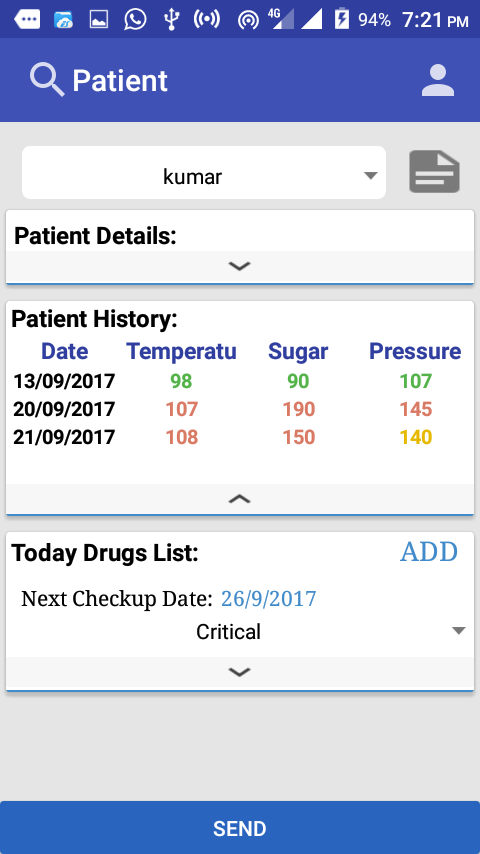 4G 94% 7:21 PM
Patient
kumar
Patient Details:
Patient History:
Date Temperatu Sugar Pressure
13/09/2017 98 90 107
20/09/2017 107 190 145
21/09/2017 108 150 140
Today Drugs List: ADD
Next Checkup Date: 26/9/2017
Critical
SEND